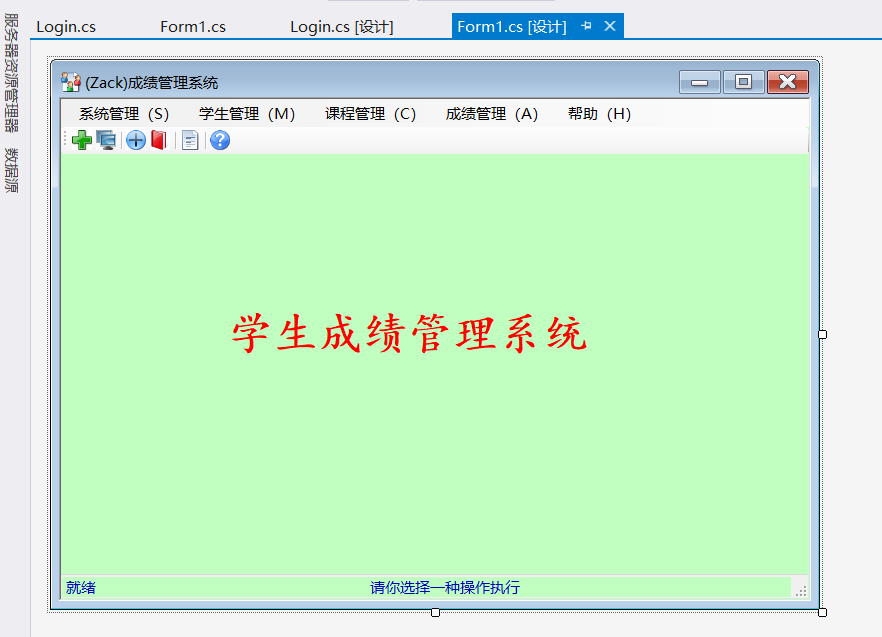 服务器资源管理器
数据源
Login.cs
Form1.cs
Login.cs [设计]
Form1.cs [设计]
(Zack)成绩管理系统
系统管理（S）
学生管理（M）
课程管理（C）
成绩管理（A）
帮助（H）
学生成绩管理系统
就绪
请你选择一种操作执行